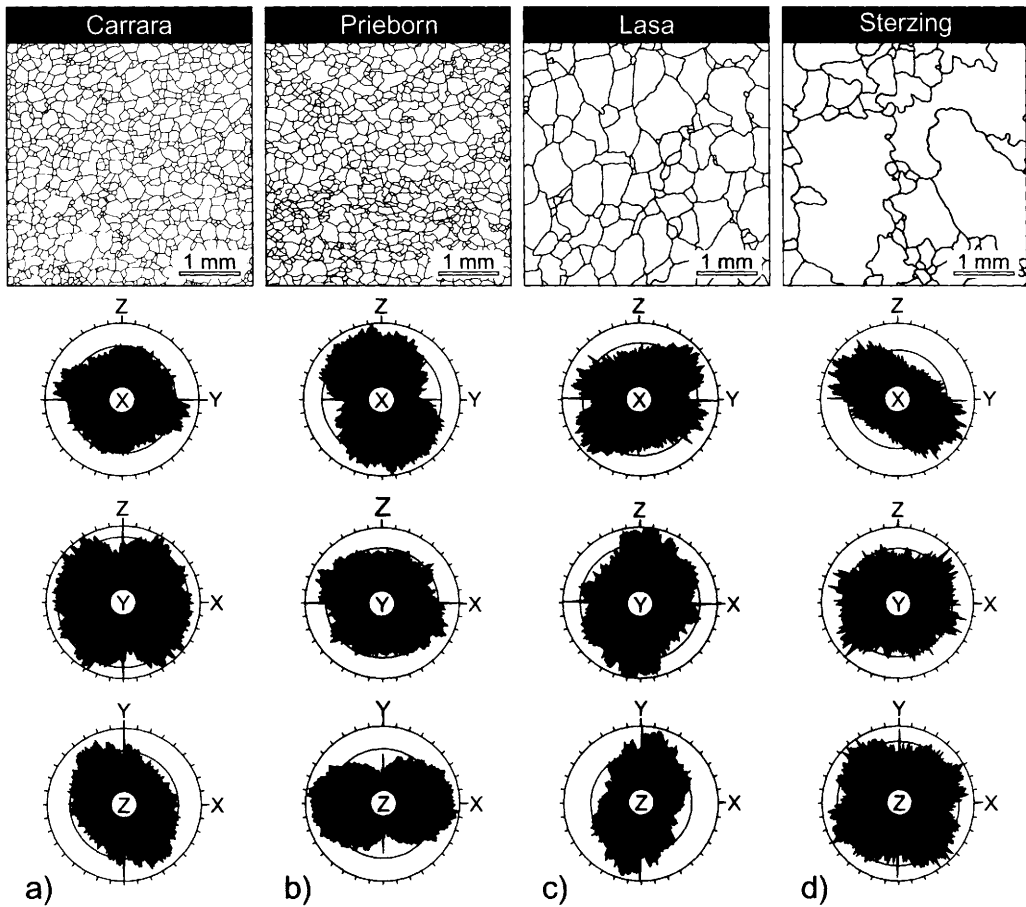 Carrara Prieborn Lasa Sterzing
1 mm 1 mm 1 mm 1 mm
Z Z Z Z
X Y X X Y X Y
Z Z Z Z
Y X Y X Y X Y X
Y Y Y Y
Z X Z X Z X Z X
a) b) c) d)